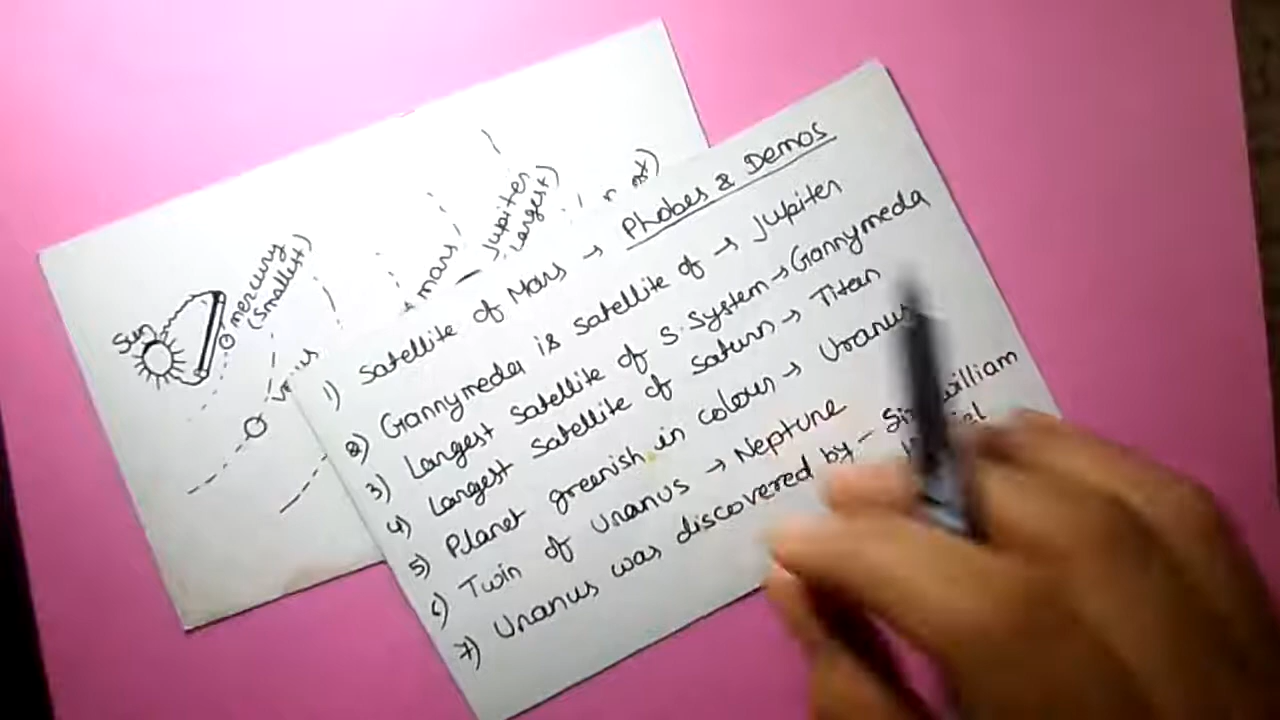 Sun
mercury
(Smallest)
mars
Jupiter
Largest)
1) Satellite of Mars → Phobes & Demos
2) Gannymeda is satellite of → Jupiter
3) Largest Satellite of S. System → Gannymeda
4) Largest Satellite of Saturn → Titan
5) Planet greenish in colour → Uranus
6) Twin of Uranus → Neptune
7) Uranus was discovered by - Sir william